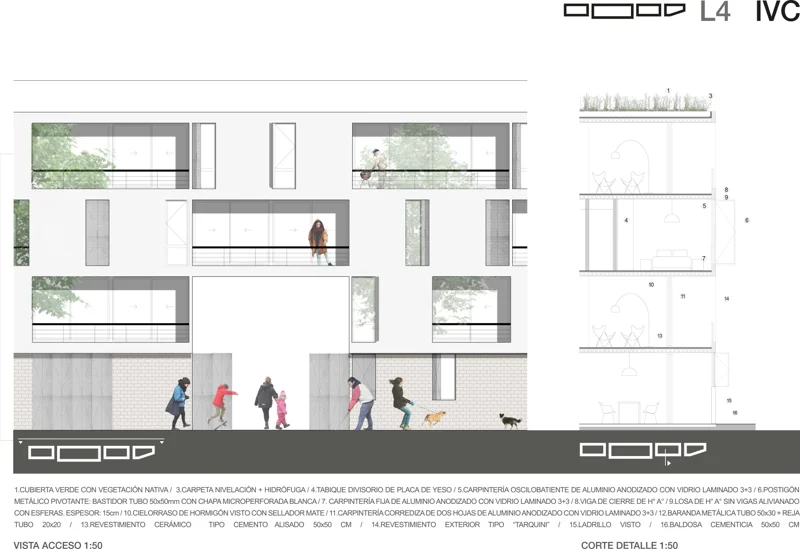 L4 IVC
1
3
8
9
5
4
6
7
10
11
14
13
15
16
1.CUBIERTA VERDE CON VEGETACIÓN NATIVA / 3.CARPETA NIVELACIÓN + HIDRÓFUGA / 4.TABIQUE DIVISORIO DE PLACA DE YESO / 5.CARPINTERÍA OSCILOBATIENTE DE ALUMINIO ANODIZADO CON VIDRIO LAMINADO 3+3 / 6.POSTIGÓN
METÁLICO PIVOTANTE: BASTIDOR TUBO 50x50mm CON CHAPA MICROPERFORADA BLANCA / 7. CARPINTERÍA FIJA DE ALUMINIO ANODIZADO CON VIDRIO LAMINADO 3+3 / 8.VIGA DE CIERRE DE H° A° / 9.LOSA DE H° A° SIN VIGAS ALIVIANADO
CON ESFERAS. ESPESOR: 15cm / 10.CIELORRASO DE HORMIGÓN VISTO CON SELLADOR MATE / 11.CARPINTERÍA CORREDIZA DE DOS HOJAS DE ALUMINIO ANODIZADO CON VIDRIO LAMINADO 3+3 / 12.BARANDA METÁLICA TUBO 50x30 + REJA
TUBO 20x20 / 13.REVESTIMIENTO CERÁMICO TIPO CEMENTO ALISADO 50x50 CM / 14.REVESTIMIENTO EXTERIOR TIPO "TARQUINI" / 15.LADRILLO VISTO / 16.BALDOSA CEMENTICIA 50x50 CM
VISTA ACCESO 1:50
CORTE DETALLE 1:50